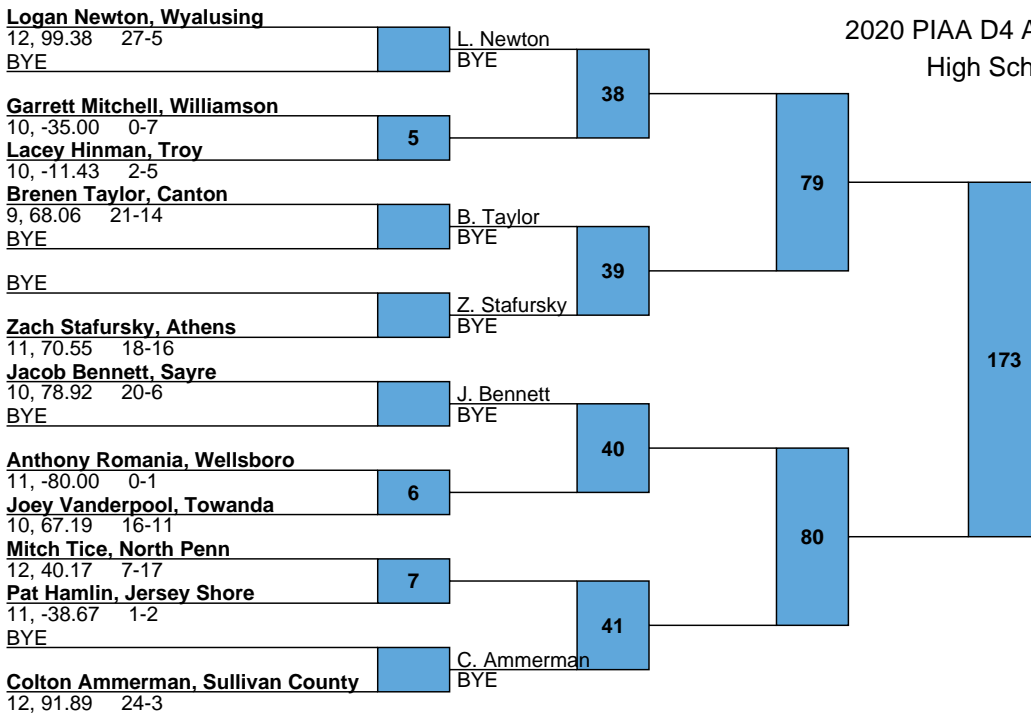 Logan Newton, Wyalusing
12, 99.38 27-5
BYE
L. Newton
BYE
Garrett Mitchell, Williamson
10, -35.00 0-7
Lacey Hinman, Troy
10, -11.43 2-5
5
38
Brenen Taylor, Canton
9, 68.06 21-14
BYE
B. Taylor
BYE
BYE
Zach Stafursky, Athens
11, 70.55 18-16
Z. Stafursky
BYE
39
79
Jacob Bennett, Sayre
10, 78.92 20-6
BYE
J. Bennett
BYE
Anthony Romania, Wellsboro
11, -80.00 0-1
Joey Vanderpool, Towanda
10, 67.19 16-11
6
40
Mitch Tice, North Penn
12, 40.17 7-17
Pat Hamlin, Jersey Shore
11, -38.67 1-2
7
BYE
Colton Ammerman, Sullivan County
12, 91.89 24-3
C. Ammerman
BYE
41
80
173
2020 PIAA D4 A
High Sch